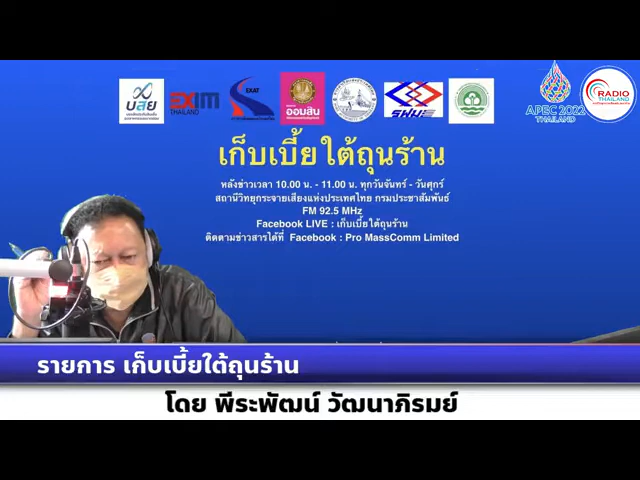 บสย
EXIM
THAILAND
EXAT
ออมสิน
รฟม
APEC 2022
THAILAND
RADIO
THAILAND
เก็บเบี้ยใต้ถุนร้าน
หลังข่าวเวลา 10.00 น. - 11.00 น. ทุกวันจันทร์ - วันศุกร์
สถานีวิทยุกระจายเสียงแห่งประเทศไทย กรมประชาสัมพันธ์
FM 92.5 MHz
Facebook LIVE : เก็บเบี้ยใต้ถุนร้าน
ติดตามข่าวสารได้ที่ Facebook : Pro MassComm Limited
รายการ เก็บเบี้ยใต้ถุนร้าน
โดย พีระพัฒน์ วัฒนาภิรมย์